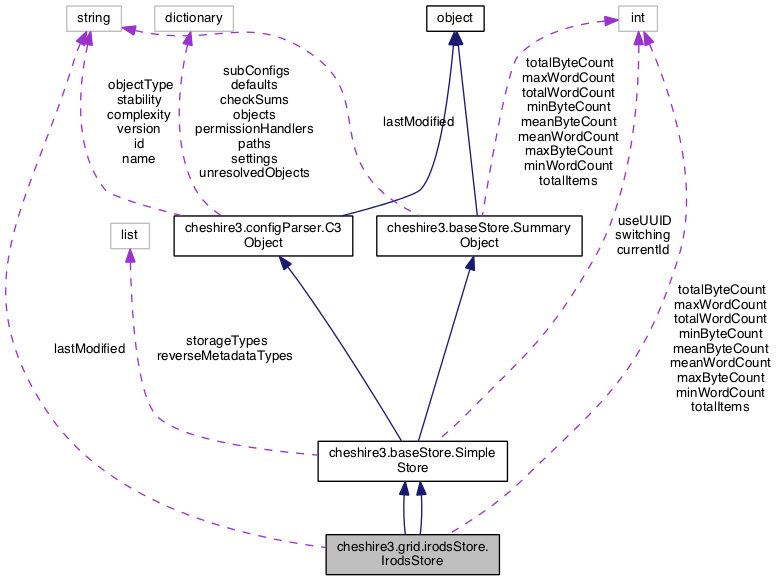 string
dictionary
object
int
objectType
stability
complexity
version
id
name
subConfigs
defaults
checkSums
objects
permissionHandlers
paths
settings
unresolvedObjects
lastModified
totalByteCount
maxWordCount
totalWordCount
minByteCount
meanByteCount
meanWordCount
maxByteCount
minWordCount
totalItems
list
cheshire3.configParser.C3
Object
cheshire3.baseStore.Summary
Object
useUUID
switching
currentId
lastModified
storageTypes
reverseMetadataTypes
totalByteCount
maxWordCount
totalWordCount
minByteCount
meanByteCount
meanWordCount
maxByteCount
minWordCount
totalItems
cheshire3.baseStore.Simple
Store
cheshire3.grid.irodsStore.
IrodsStore